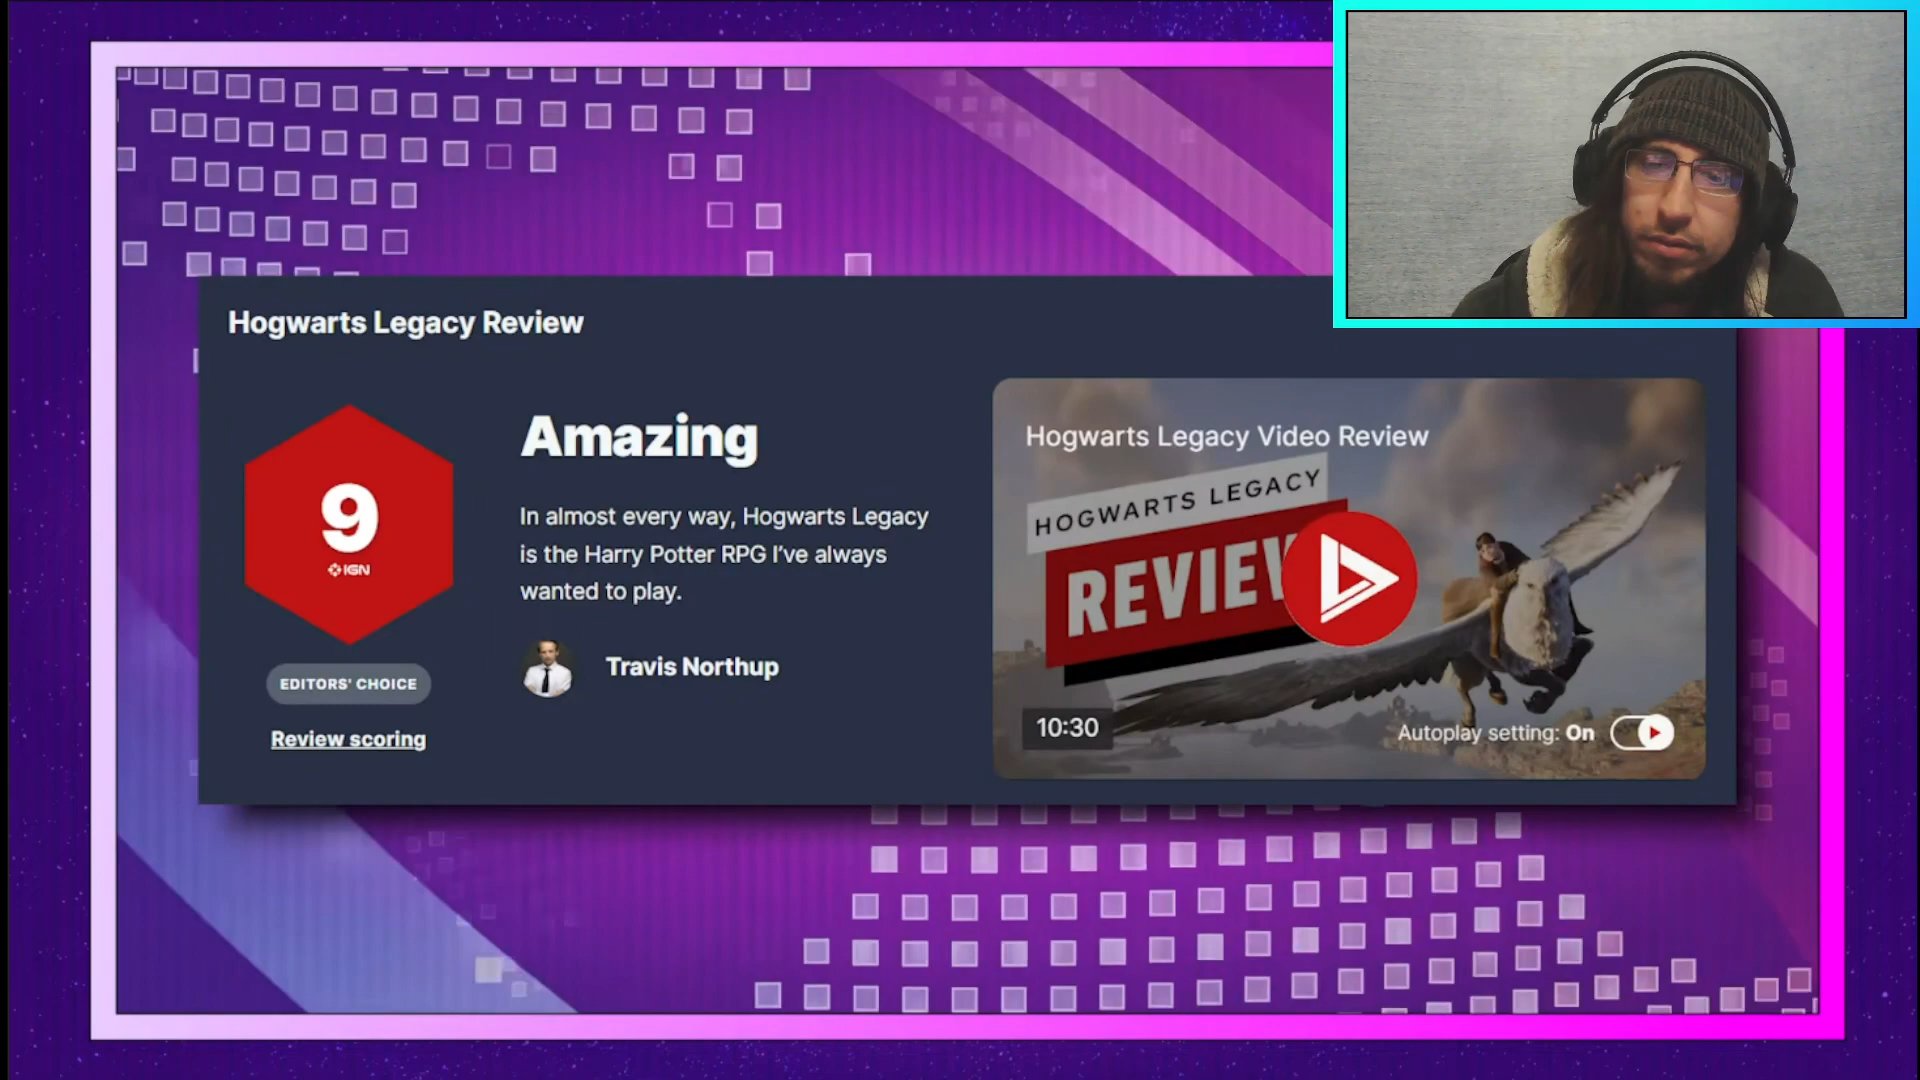 Hogwarts Legacy Review
9
IGN
EDITORS' CHOICE
Review scoring
Amazing
In almost every way, Hogwarts Legacy
is the Harry Potter RPG I've always
wanted to play.
Travis Northup
Hogwarts Legacy Video Review
HOGWARTS LEGACY
REVIEW
10:30
Autoplay setting: On